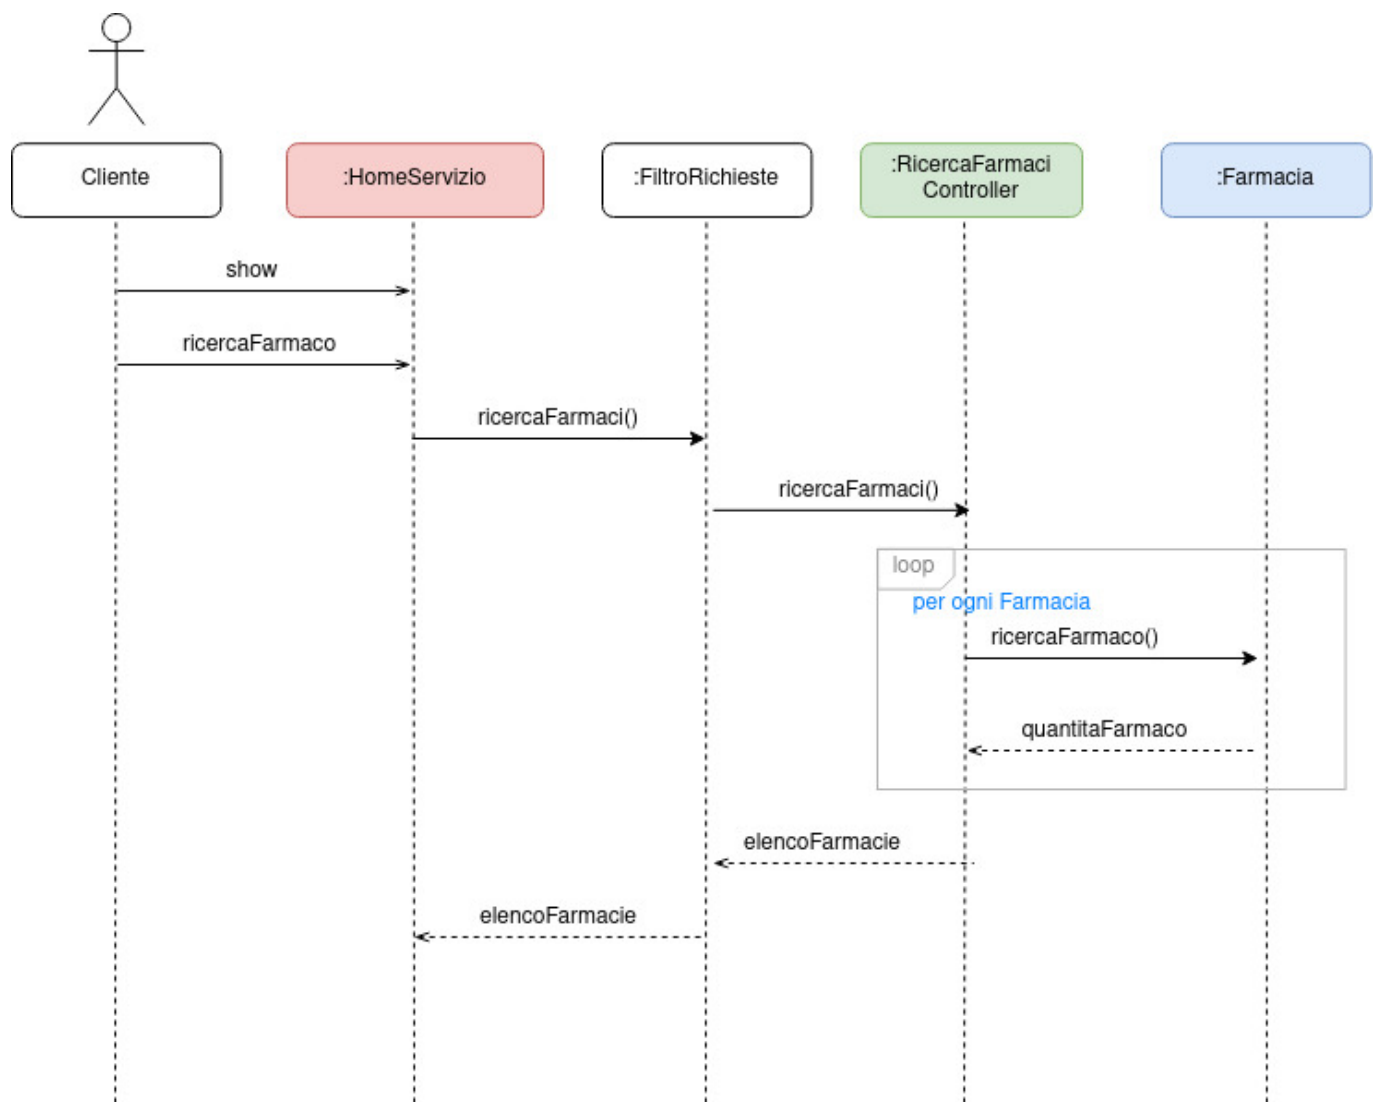 Cliente
:HomeServizio
:FiltroRichieste
:RicercaFarmaci
Controller
:Farmacia
show
ricercaFarmaco
ricercaFarmaci()
ricercaFarmaci()
loop
per ogni Farmacia
ricercaFarmaco()
quantitaFarmaco
elencoFarmacie
elencoFarmacie